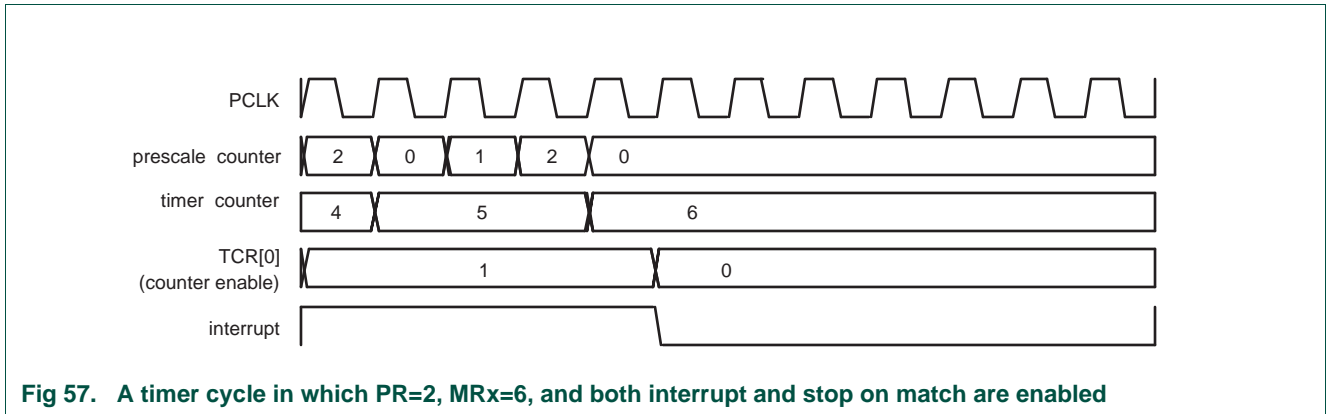 PCLK
prescale counter 2 0 1 2 0
timer counter 4 5 6
TCR[0]
(counter enable) 1 0
interrupt
Fig 57. A timer cycle in which PR=2, MRx=6, and both interrupt and stop on match are enabled